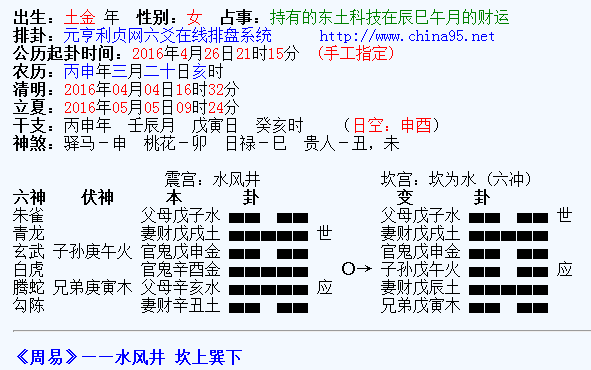 出生：土金 年　性别：女　占事：持有的东土科技在辰巳午月的财运
排卦：元亨利贞网六爻在线排盘系统　http://www.china95.net
公历起卦时间：2016年4月26日21时15分　（手工指定）
农历：丙申年三月二十日亥时
清明：2016年04月04日16时32分
立夏：2016年05月05日09时24分
干支：丙申年　壬辰月　戊寅日　癸亥时　（日空：申酉）
神煞：驿马－申　桃花－卯　日禄－巳　贵人－丑，未
震宫：水风井　坎宫：坎为水（六冲）
六神　伏神　本　卦　变　卦
朱雀　父母戊子水　父母戊子水　世
青龙　妻财戊戌土　世　妻财戊戌土
玄武　子孙庚午火　官鬼戊申金　官鬼戊申金
白虎　官鬼辛酉金　O→　子孙戊午火　应
腾蛇　兄弟庚寅木　父母辛亥水　应　妻财戊辰土
勾陈　妻财辛丑土　兄弟戊寅木
《周易》——水风井 坎上巽下